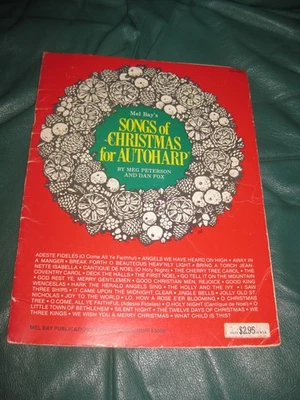 Mel Bay's
SONGS of
CHRISTMAS
for AUTOHARP
BY MEG PETERSON
AND DAN FOX
ADESTE FIDELES (O Come All Ye Faithful) • ANGELS WE HAVE HEARD ON HIGH • AWAY IN
A MANGER • BREAK FORTH O BEAUTEOUS HEAV'NLY LIGHT • BRING A TORCH JEAN-
NETTE ISABELLA • CANTIQUE DE NOEL (O Holy Night) • THE CHERRY TREE CAROL • THE
COVENTRY CAROL • DECK THE HALLS • THE FIRST NOEL • GO TELL IT ON THE MOUNTAIN
• GOD REST YE, MERRY GENTLEMEN • GOOD CHRISTIAN MEN, REJOICE • GOOD KING
WENCESLAS • HARK THE HERALD ANGELS SING • THE HOLLY AND THE IVY • I SAW
THREE SHIPS • IT CAME UPON THE MIDNIGHT CLEAR • JINGLE BELLS • JOLLY OLD ST.
NICHOLAS • JOY TO THE WORLD • LO, HOW A ROSE E'ER BLOOMING • O CHRISTMAS
TREE • O COME, ALL YE FAITHFUL (Adeste Fideles) • O HOLY NIGHT (Cantique de Noel) • O
LITTLE TOWN OF BETHLEHEM • SILENT NIGHT • THE TWELVE DAYS OF CHRISTMAS • WE
THREE KINGS • WE WISH YOU A MERRY CHRISTMAS • WHAT CHILD IS THIS?
MEL BAY PUBLICATIONS
$2.95